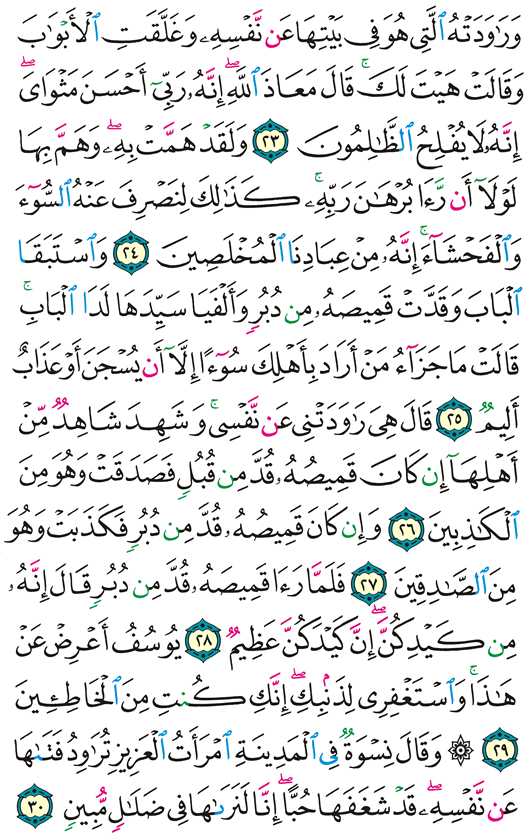 وَرَٰوَدَتْهُ ٱلَّتِى هُوَ فِى بَيْتِهَا عَن نَّفْسِهِۦ وَغَلَّقَتِ ٱلْأَبْوَٰبَ
وَقَالَتْ هَيْتَ لَكَ ۚ قَالَ مَعَاذَ ٱللَّهِ ۖ إِنَّهُۥ رَبِّىٓ أَحْسَنَ مَثْوَاىَ ۖ
إِنَّهُۥ لَا يُفْلِحُ ٱلظَّٰلِمُونَ ٢٣ وَلَقَدْ هَمَّتْ بِهِۦ ۖ وَهَمَّ بِهَا
لَوْلَآ أَن رَّءَا بُرْهَٰنَ رَبِّهِۦ ۚ كَذَٰلِكَ لِنَصْرِفَ عَنْهُ ٱلسُّوٓءَ
وَٱلْفَحْشَآءَ ۚ إِنَّهُۥ مِنْ عِبَادِنَا ٱلْمُخْلَصِينَ ٢٤ وَٱسْتَبَقَا
ٱلْبَابَ وَقَدَّتْ قَمِيصَهُۥ مِن دُبُرٍ وَأَلْفَيَا سَيِّدَهَا لَدَا ٱلْبَابِ ۚ
قَالَتْ مَا جَزَآءُ مَنْ أَرَادَ بِأَهْلِكَ سُوٓءًا إِلَّآ أَن يُسْجَنَ أَوْ عَذَابٌ
أَلِيمٌ ٢٥ قَالَ هِىَ رَٰوَدَتْنِى عَن نَّفْسِى ۚ وَشَهِدَ شَاهِدٌ مِّنْ
أَهْلِهَآ إِن كَانَ قَمِيصُهُۥ قُدَّ مِن قُبُلٍ فَصَدَقَتْ وَهُوَ مِنَ
ٱلْكَٰذِبِينَ ٢٦ وَإِن كَانَ قَمِيصُهُۥ قُدَّ مِن دُبُرٍ فَكَذَبَتْ وَهُوَ
مِنَ ٱلصَّٰدِقِينَ ٢٧ فَلَمَّا رَءَا قَمِيصَهُۥ قُدَّ مِن دُبُرٍ قَالَ إِنَّهُۥ
مِن كَيْدِكُنَّ ۖ إِنَّ كَيْدَكُنَّ عَظِيمٌ ٢٨ يُوسُفُ أَعْرِضْ عَنْ
هَٰذَا ۚ وَٱسْتَغْفِرِى لِذَنۢبِكِ ۖ إِنَّكِ كُنتِ مِنَ ٱلْخَاطِـِٔينَ
٢٩ ۞ وَقَالَ نِسْوَةٌ فِى ٱلْمَدِينَةِ ٱمْرَأَتُ ٱلْعَزِيزِ تُرَٰوِدُ فَتَىٰهَا
عَن نَّفْسِهِۦ ۖ قَدْ شَغَفَهَا حُبًّا ۖ إِنَّا لَنَرَىٰهَا فِى ضَلَٰلٍ مُّبِينٍ ٣٠